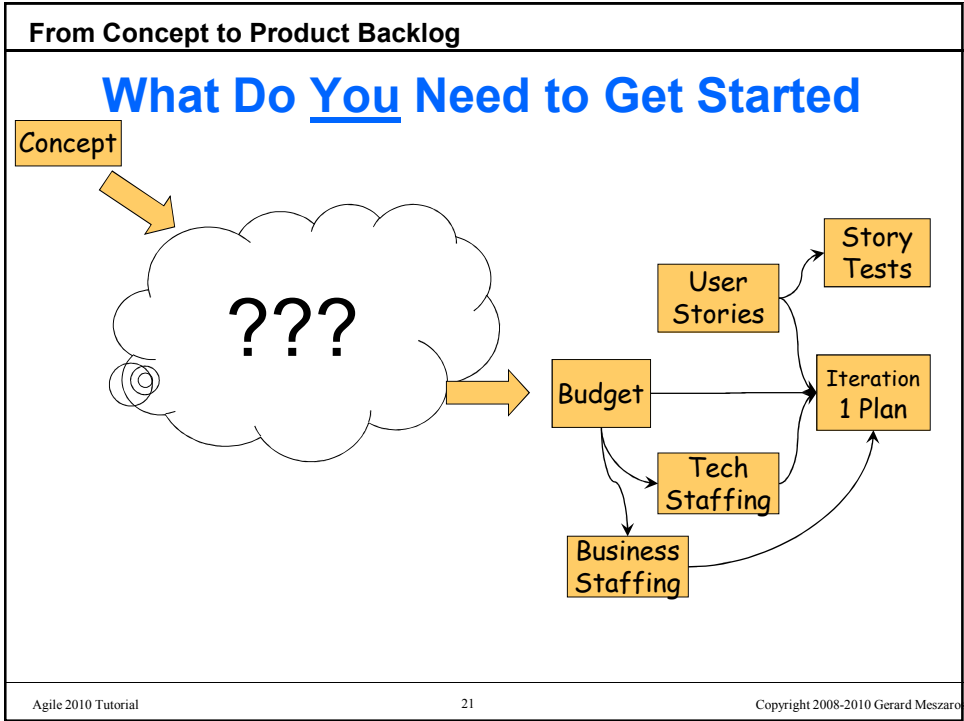 From Concept to Product Backlog
What Do You Need to Get Started
Concept
???
Story
Tests
User
Stories
Budget
Iteration
1 Plan
Tech
Staffing
Business
Staffing
Agile 2010 Tutorial
21
Copyright 2008-2010 Gerard Meszaro